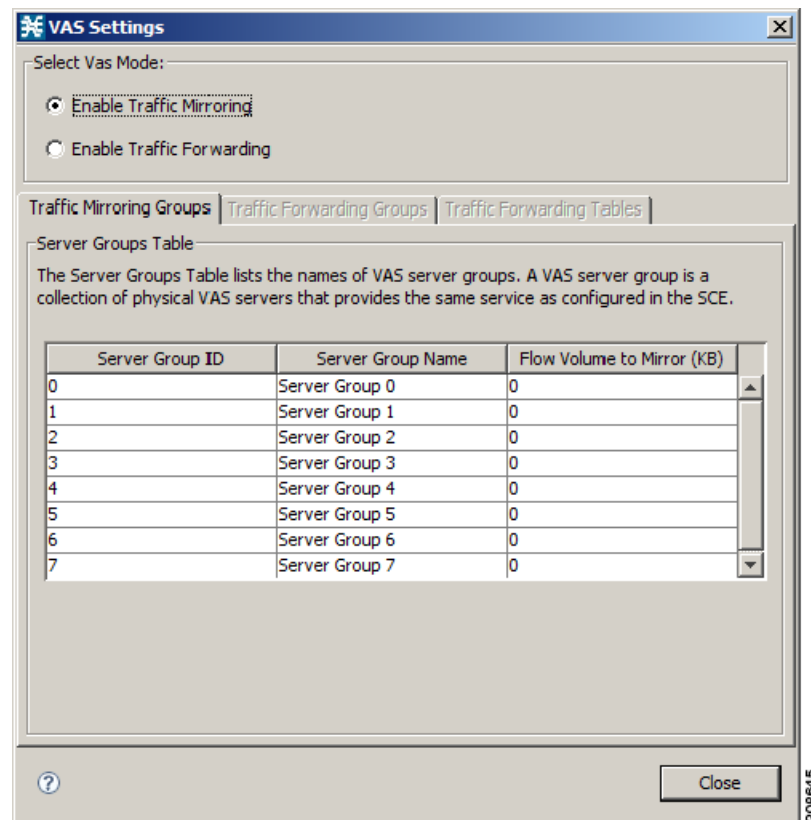 VAS Settings
Select Vas Mode:
Enable Traffic Mirroring
Enable Traffic Forwarding
Traffic Mirroring Groups Traffic Forwarding Groups Traffic Forwarding Tables
Server Groups Table
The Server Groups Table lists the names of VAS server groups. A VAS server group is a
collection of physical VAS servers that provides the same service as configured in the SCE.
Server Group ID Server Group Name Flow Volume to Mirror (KB)
0 Server Group 0 0
1 Server Group 1 0
2 Server Group 2 0
3 Server Group 3 0
4 Server Group 4 0
5 Server Group 5 0
6 Server Group 6 0
7 Server Group 7 0
? Close